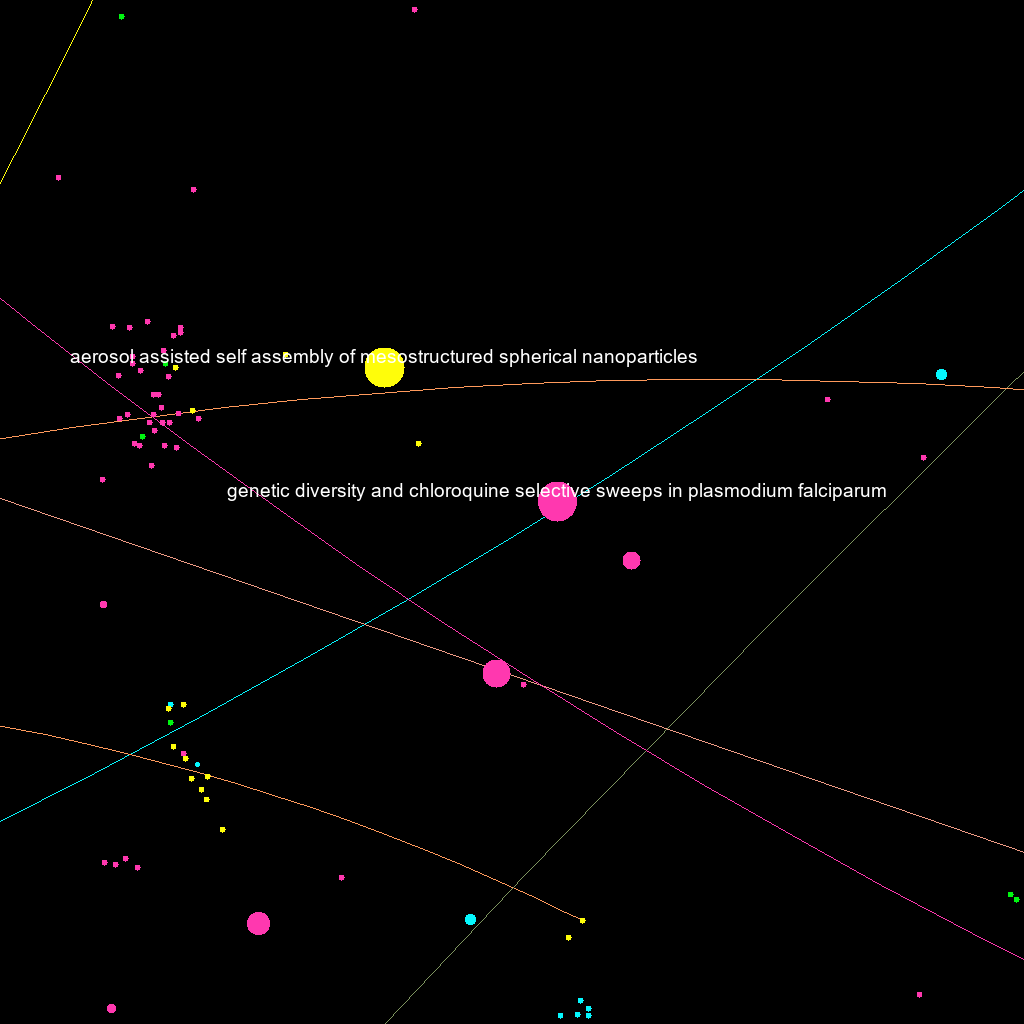 aerosol assisted self assembly of mesostructured spherical nanoparticles
genetic diversity and chloroquine selective sweeps in plasmodium falciparum